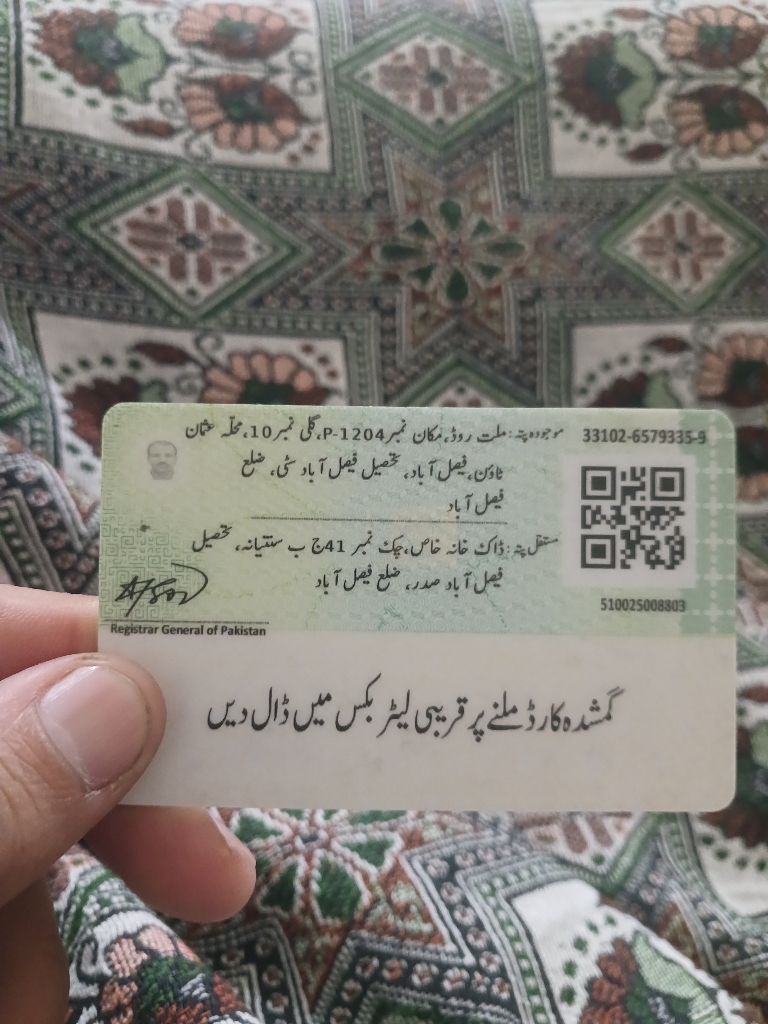 33102-6579335-9
موجودہ پتہ: ملت روڈ، مکان نمبر P-1204، گلی نمبر 10، محلّہ عثمان
ٹاؤن، فیصل آباد، تحصیل فیصل آباد سٹی، ضلع
فیصل آباد
مستقل پتہ: ڈاک خانہ خاص، چک نمبر 41 ج ب سنتیانہ، تحصیل
فیصل آباد صدر، ضلع فیصل آباد
510025008803
Registrar General of Pakistan
گمشدہ کارڈ ملنے پر قریبی لیٹر بکس میں ڈال دیں